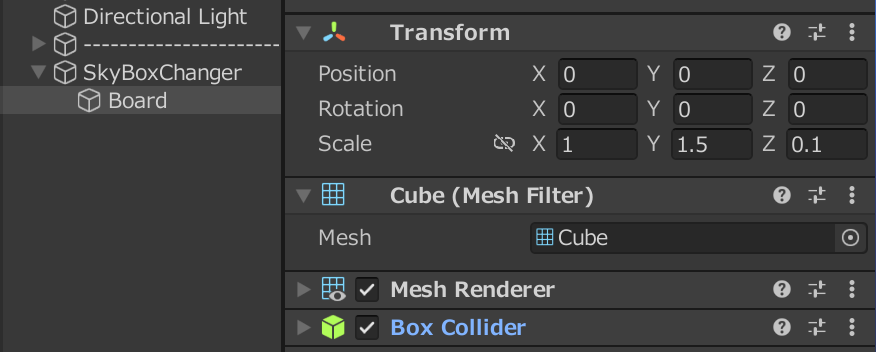 Directional Light
-----------------------
SkyBoxChanger
Board
Transform
Position X 0 Y 0 Z 0
Rotation X 0 Y 0 Z 0
Scale X 1 Y 1.5 Z 0.1
Cube (Mesh Filter)
Mesh Cube
Mesh Renderer
Box Collider